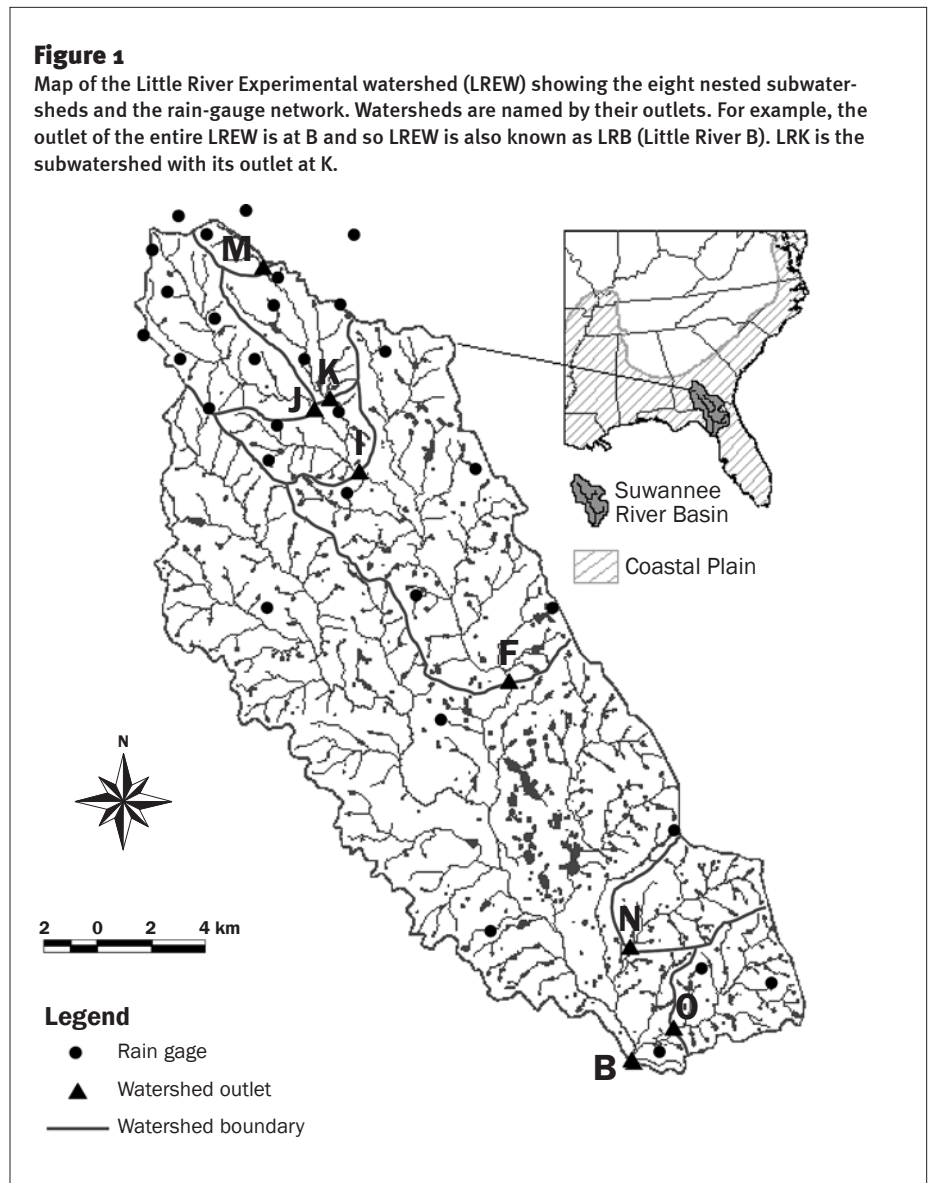 Figure 1
Map of the Little River Experimental watershed (LREW) showing the eight nested subwater-
sheds and the rain-gauge network. Watersheds are named by their outlets. For example, the
outlet of the entire LREW is at B and so LREW is also known as LRB (Little River B). LRK is the
subwatershed with its outlet at K.
M
K
J
I
Suwannee
River Basin
Coastal Plain
F
N
2 0 2 4 km
N
Legend
O
Rain gage
Watershed outlet
B
Watershed boundary